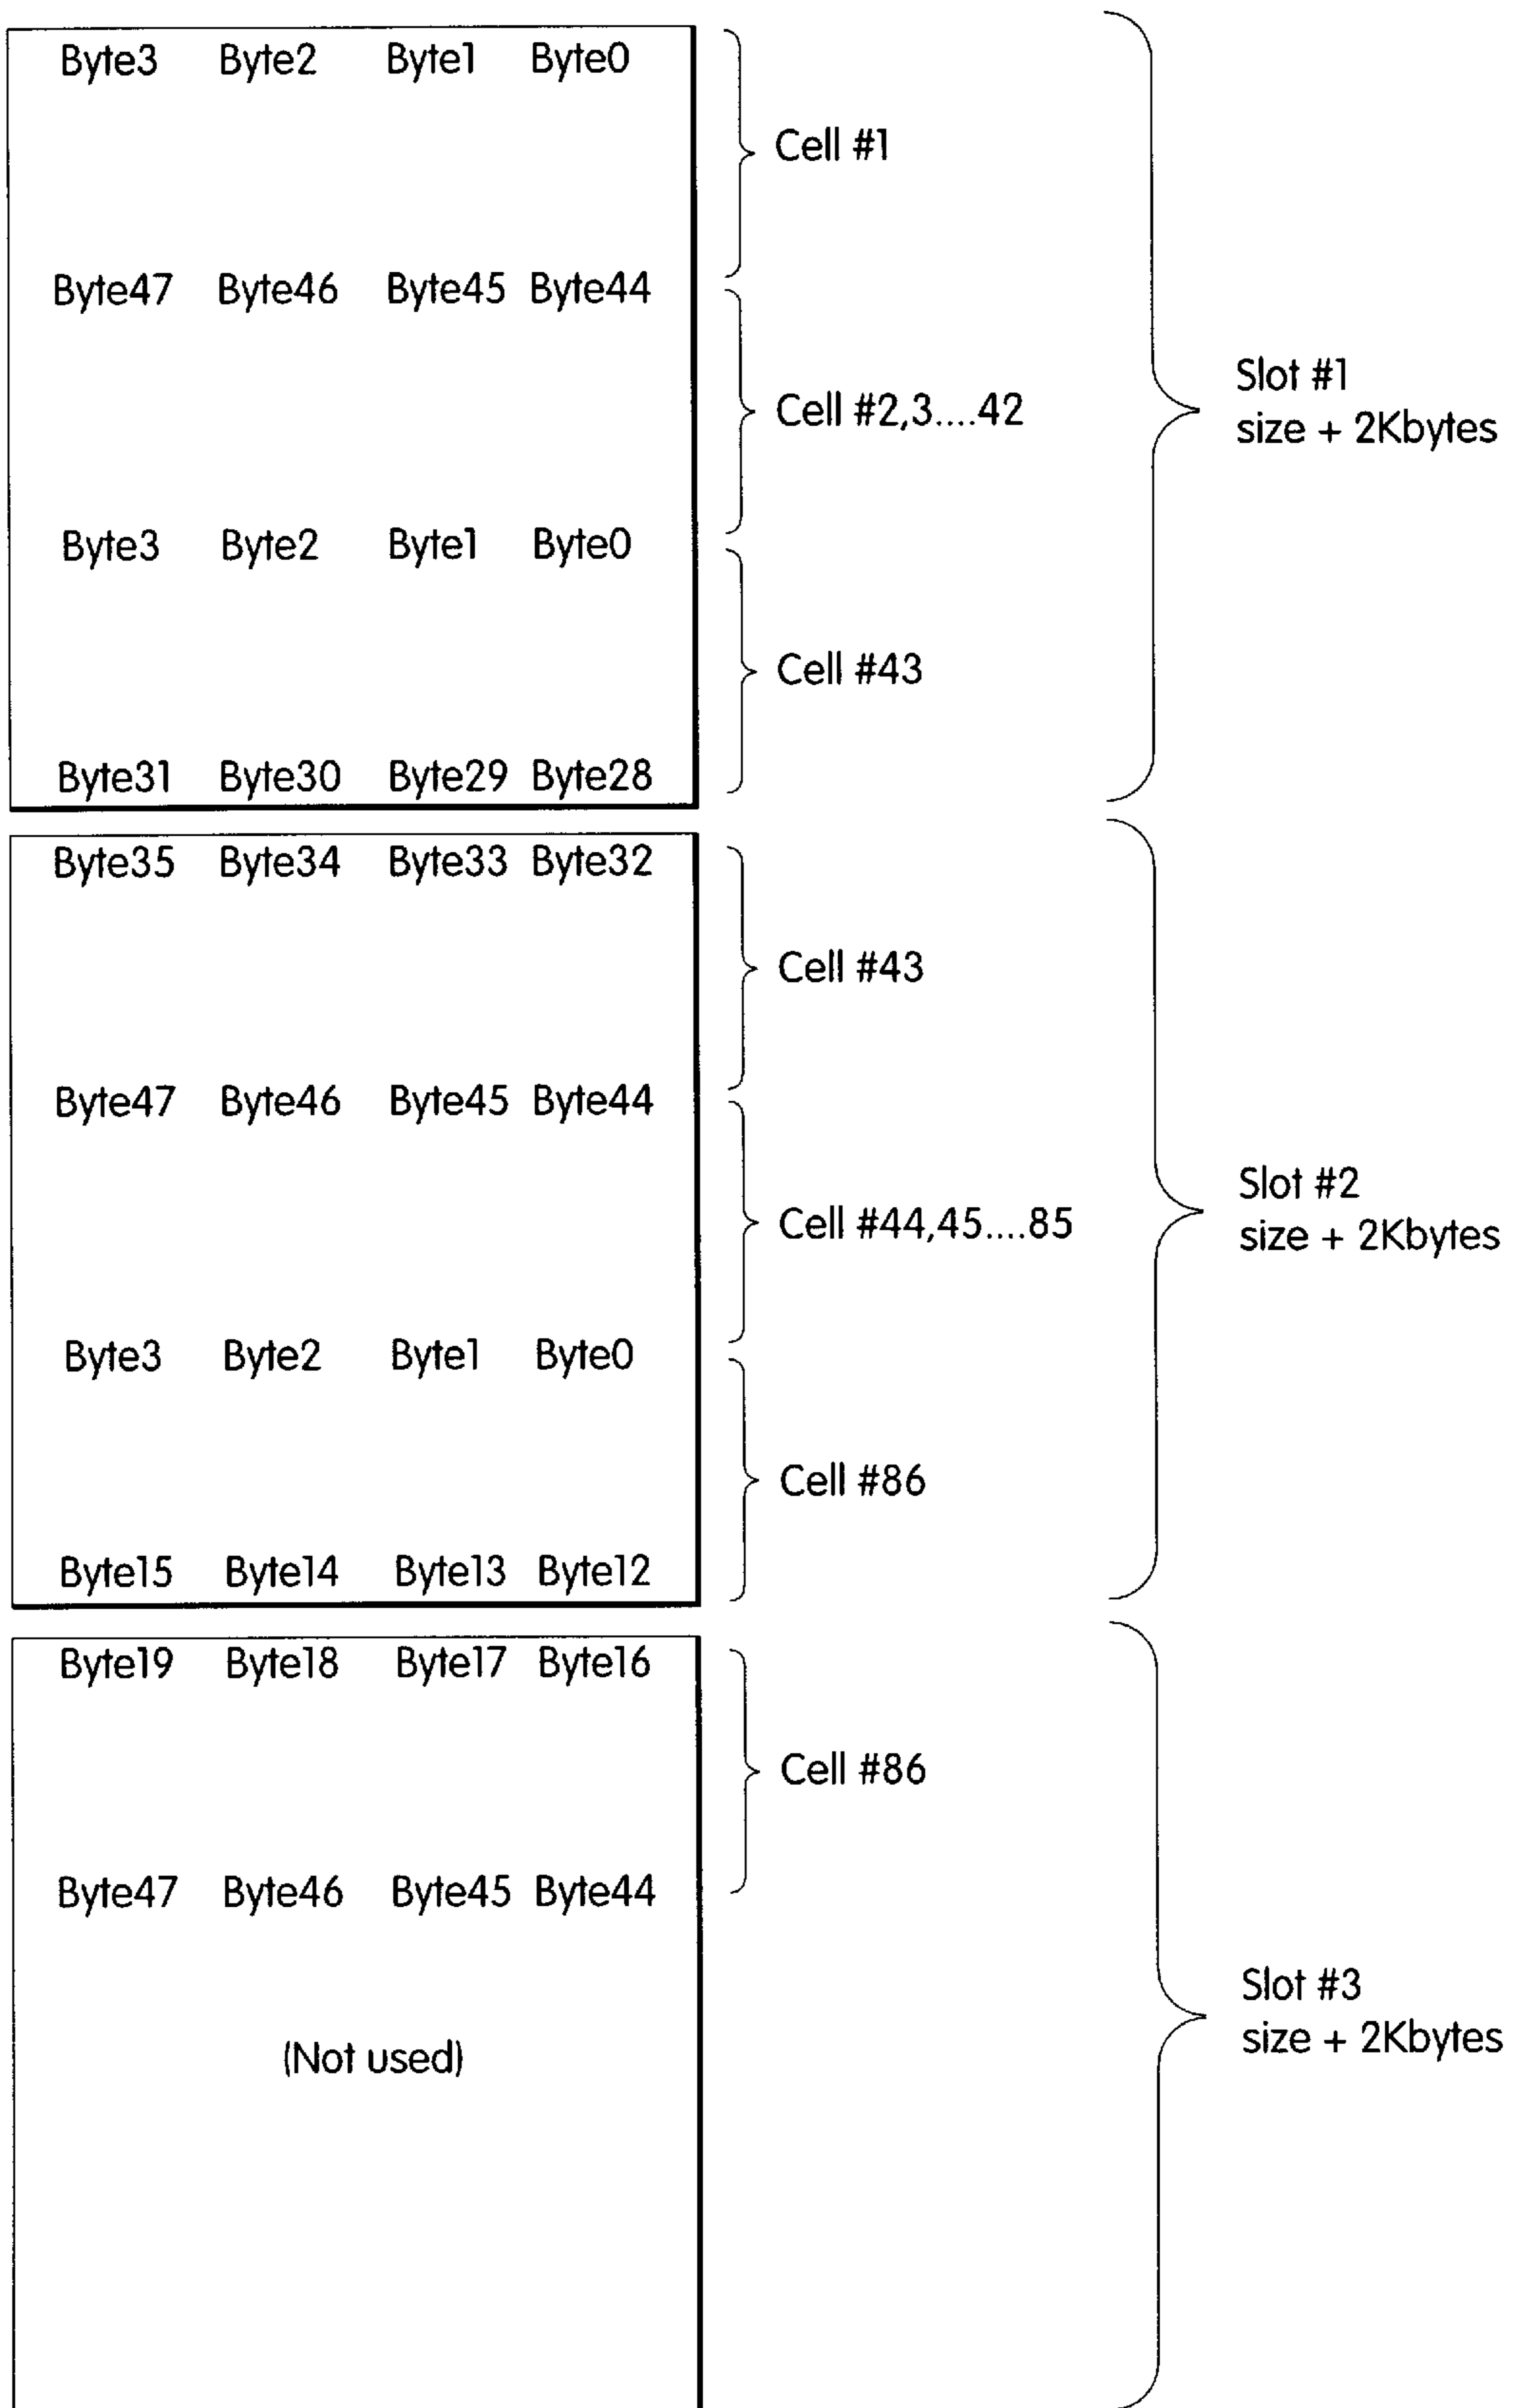 Byte3 Byte2 Byte1 Byte0
Cell #1
Byte47 Byte46 Byte45 Byte44
Cell #2,3....42
Slot #1
size + 2Kbytes
Byte3 Byte2 Byte1 Byte0
Cell #43
Byte31 Byte30 Byte29 Byte28
Byte35 Byte34 Byte33 Byte32
Cell #43
Byte47 Byte46 Byte45 Byte44
Cell #44,45....85
Slot #2
size + 2Kbytes
Byte3 Byte2 Byte1 Byte0
Cell #86
Byte15 Byte14 Byte13 Byte12
Byte19 Byte18 Byte17 Byte16
Cell #86
Byte47 Byte46 Byte45 Byte44
(Not used)
Slot #3
size + 2Kbytes